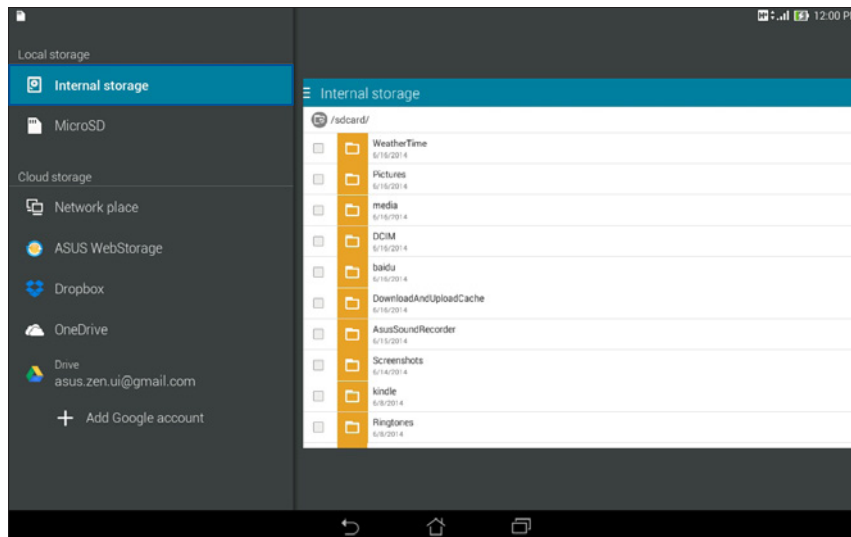 12:00 P
Local storage
Internal storage
MicroSD
Cloud storage
Network place
ASUS WebStorage
Dropbox
OneDrive
Drive
asus.zen.ui@gmail.com
Add Google account
Internal storage
/sdcard/
WeatherTime
6/16/2014
Pictures
6/16/2014
media
6/16/2014
DCIM
6/16/2014
baidu
6/16/2014
DownloadAndUploadCache
6/16/2014
AsusSoundRecorder
6/15/2014
Screenshots
6/14/2014
kindle
6/8/2014
Ringtones
6/8/2014